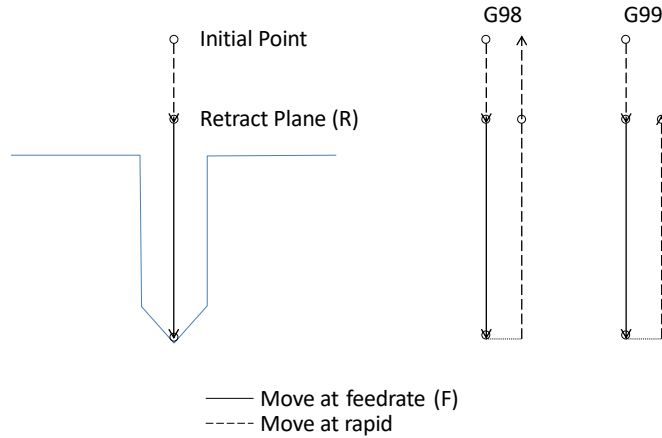 G98
G99
Initial Point
Retract Plane (R)
Move at feedrate (F)
Move at rapid